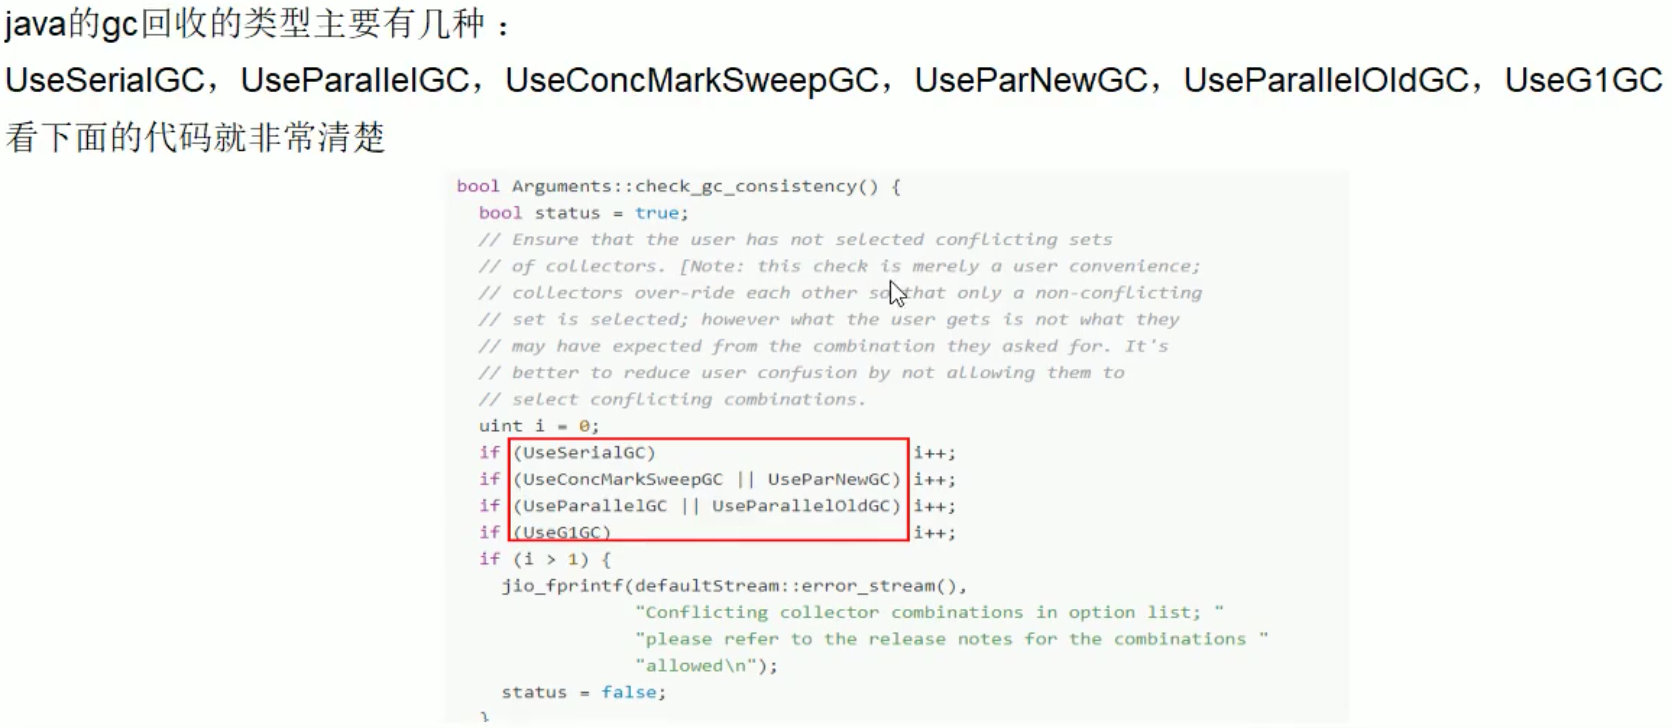 java的gc回收的类型主要有几种：
UseSerialGC，UseParallelGC，UseConcMarkSweepGC，UseParNewGC，UseParallelOldGC，UseG1GC
看下面的代码就非常清楚
bool Arguments::check_gc_consistency() {
bool status = true;
// Ensure that the user has not selected conflicting sets
// of collectors. [Note: this check is merely a user convenience;
// collectors over-ride each other so that only a non-conflicting
// set is selected; however what the user gets is not what they
// may have expected from the combination they asked for. It's
// better to reduce user confusion by not allowing them to
// select conflicting combinations.
uint i = 0;
if (UseSerialGC) i++;
if (UseConcMarkSweepGC || UseParNewGC) i++;
if (UseParallelGC || UseParallelOldGC) i++;
if (UseG1GC) i++;
if (i > 1) {
jio_fprintf(defaultStream::error_stream(),
"Conflicting collector combinations in option list; "
"please refer to the release notes for the combinations "
"allowed\n");
status = false;
}